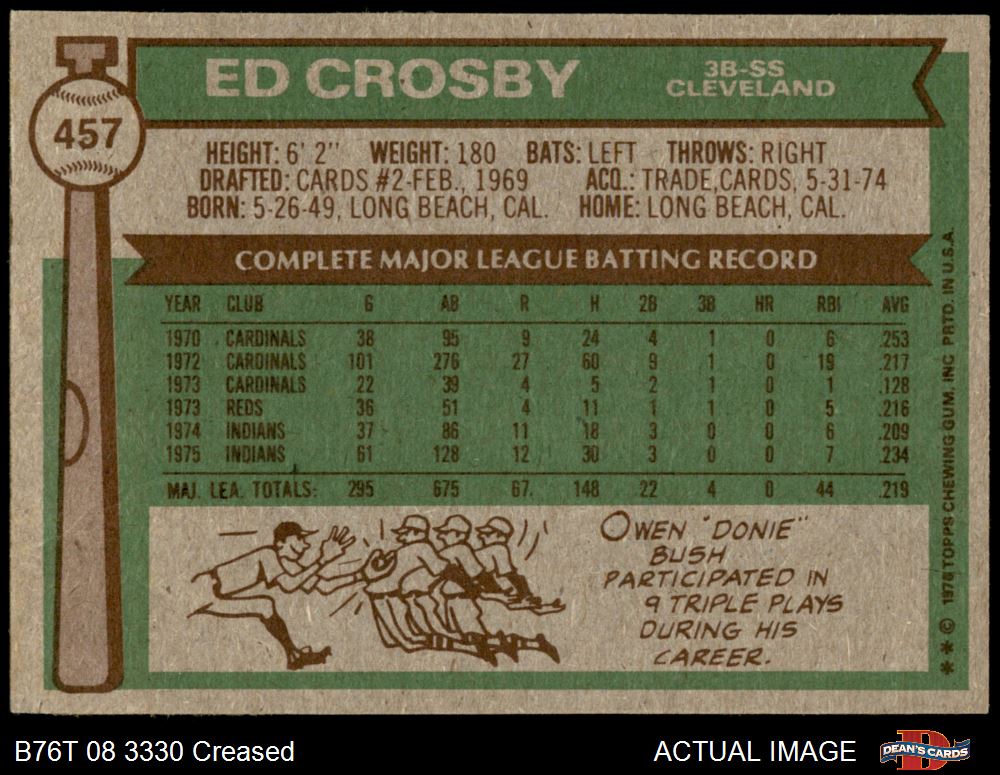 ED CROSBY
3B-SS
CLEVELAND
457
HEIGHT: 6' 2" WEIGHT: 180 BATS: LEFT THROWS: RIGHT
DRAFTED: CARDS #2-FEB., 1969 ACQ.: TRADE, CARDS, 5-31-74
BORN: 5-26-49, LONG BEACH, CAL. HOME: LONG BEACH, CAL.
COMPLETE MAJOR LEAGUE BATTING RECORD
YEAR CLUB G AB R H 2B 3B HR RBI AVG
1970 CARDINALS 38 95 9 24 4 1 0 6 .253
1972 CARDINALS 101 276 27 60 9 1 0 19 .217
1973 CARDINALS 22 39 4 5 2 1 0 1 .128
1973 REDS 36 51 4 11 1 1 0 5 .216
1974 INDIANS 37 86 11 18 3 0 0 6 .209
1975 INDIANS 61 128 12 30 3 0 0 7 .234
MAJ. LEA. TOTALS: 295 675 67 148 22 4 0 44 .219
OWEN "DONIE"
BUSH
PARTICIPATED IN
9 TRIPLE PLAYS
DURING HIS
CAREER.
** © 1976 TOPPS CHEWING GUM, INC PRTD. IN U.S.A.
B76T 08 3330 Creased
ACTUAL IMAGE
D
DEAN'S CARDS